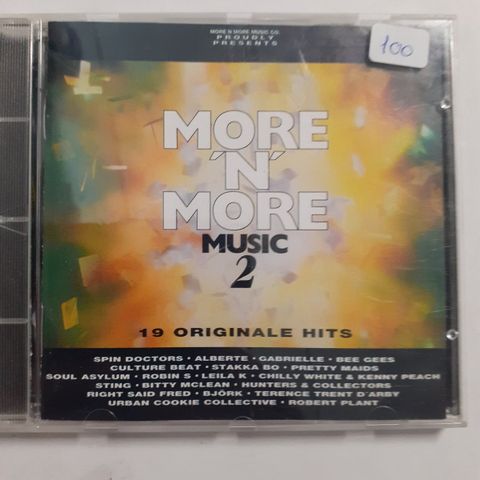 MORE N MORE MUSIC CO.
PROUDLY
PRESENTS
100
MORE
'N'
MORE
MUSIC
2
19 ORIGINALE HITS
SPIN DOCTORS · ALBERTE · GABRIELLE · BEE GEES
CULTURE BEAT · STAKKA BO · PRETTY MAIDS
SOUL ASYLUM · ROBIN S · LEILA K · CHILLY WHITE & KENNY PEACH
STING · BITTY MCLEAN · HUNTERS & COLLECTORS
RIGHT SAID FRED · BJÖRK · TERENCE TRENT D'ARBY
URBAN COOKIE COLLECTIVE · ROBERT PLANT